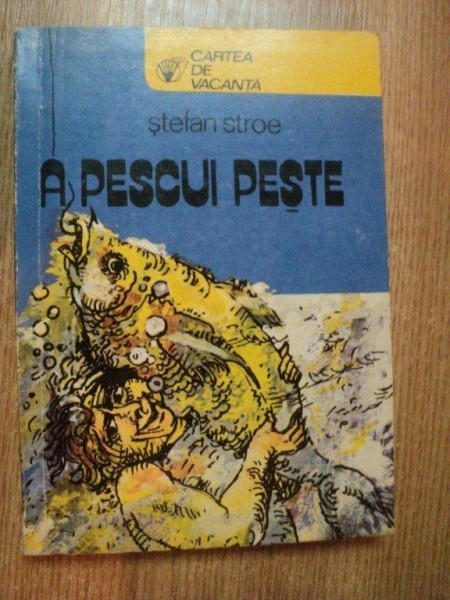 CARTEA
DE
VACANȚĂ
ștefan stroe
A PESCUI PEȘTE